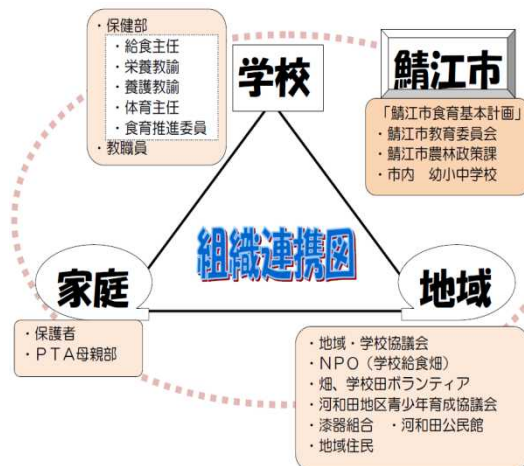 ・保健部
・給食主任
・栄養教諭
・養護教諭
・体育主任
・食育推進委員
・教職員
学校
鯖江市
「鯖江市食育基本計画」
・鯖江市教育委員会
・鯖江市農林政策課
・市内　幼小中学校
組織連携図
家庭
・保護者
・ＰＴＡ母親部
地域
・地域・学校協議会
・ＮＰＯ（学校給食畑）
・畑、学校田ボランティア
・河和田地区青少年育成協議会
・漆器組合　・河和田公民館
・地域住民